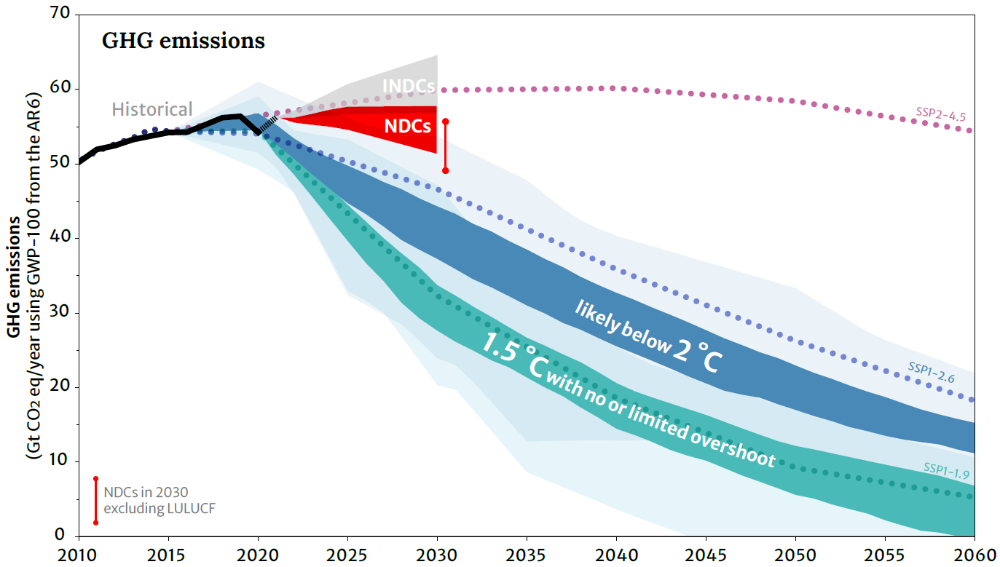 GHG emissions
GHG emissions
(Gt CO2 eq/year using GWP-100 from the AR6)
70
60
50
40
30
20
10
0
Historical
INDCs
NDCs
SSP2-4.5
likely below 2 °C
SSP1-2.6
1.5 °C with no or limited overshoot
SSP1-1.9
NDCs in 2030
excluding LULUCF
2010 2015 2020 2025 2030 2035 2040 2045 2050 2055 2060